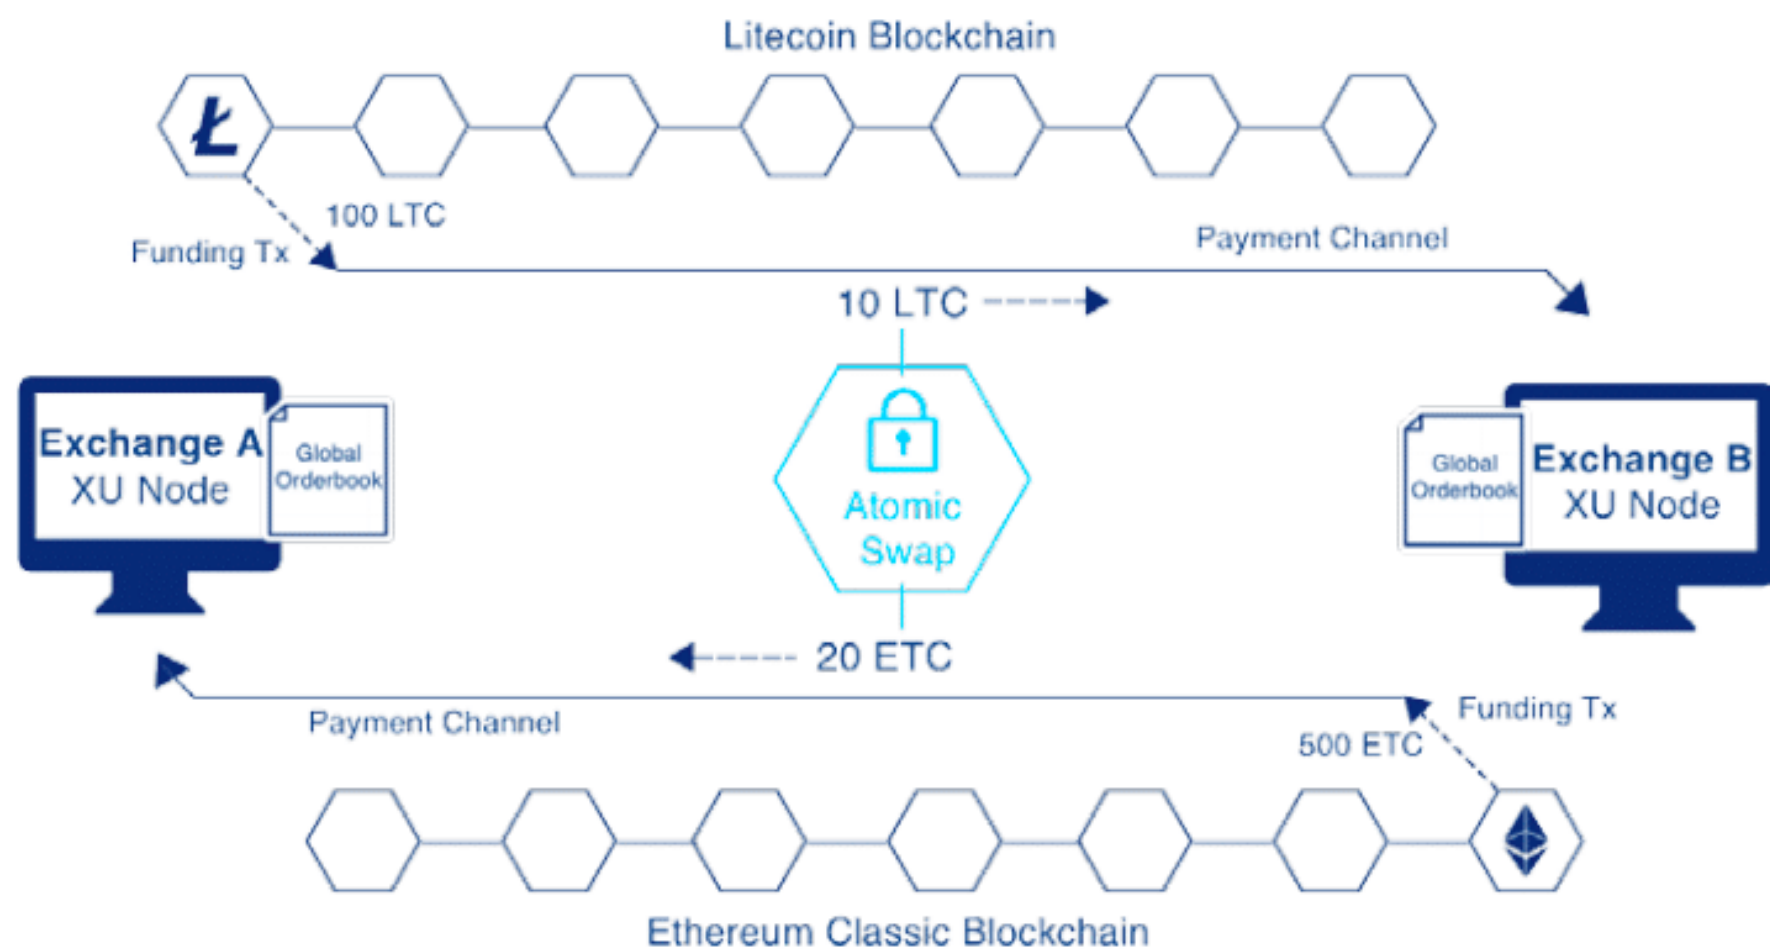 Litecoin Blockchain
100 LTC
Funding Tx
Payment Channel
10 LTC
Exchange A
XU Node
Global
Orderbook
Atomic
Swap
Global
Orderbook
Exchange B
XU Node
20 ETC
Payment Channel
Funding Tx
500 ETC
Ethereum Classic Blockchain